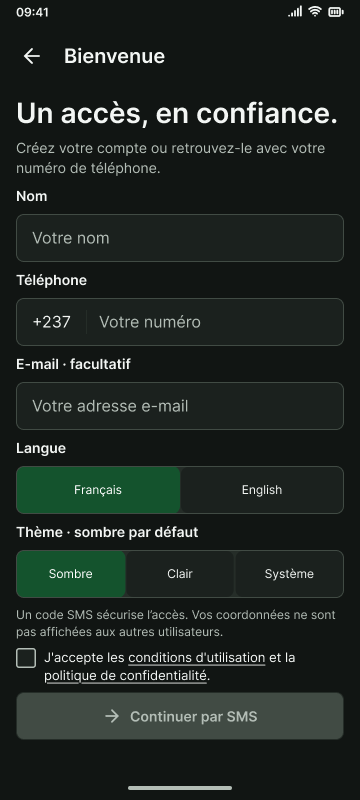 09:41
Bienvenue
Un accès, en confiance.
Créez votre compte ou retrouvez-le avec votre
numéro de téléphone.
Nom
Votre nom
Téléphone
+237 Votre numéro
E-mail · facultatif
Votre adresse e-mail
Langue
Français English
Thème · sombre par défaut
Sombre Clair Système
Un code SMS sécurise l’accès. Vos coordonnées ne sont
pas affichées aux autres utilisateurs.
J'accepte les conditions d'utilisation et la
politique de confidentialité.
Continuer par SMS